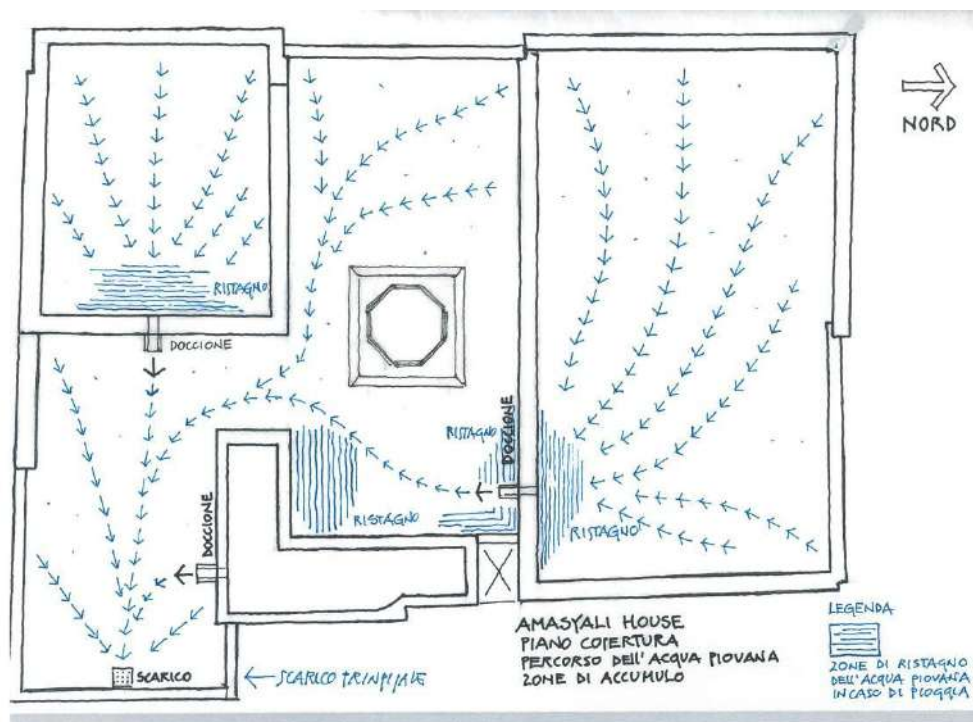 NORD
RISTAGNO
DOCCIONE
RISTAGNO
DOCCIONE
RISTAGNO
RISTAGNO
DOCCIONE
SCARICO
SCARICO PRINPIPALE
AMASYALI HOUSE
PIANO COPERTURA
PERCORSO DELL'ACQUA PIOVANA
ZONE DI ACCUMULO
LEGENDA
ZONE DI RISTAGNO
DELL'ACQUA PIOVANA
IN CASO DI PIOGGIA